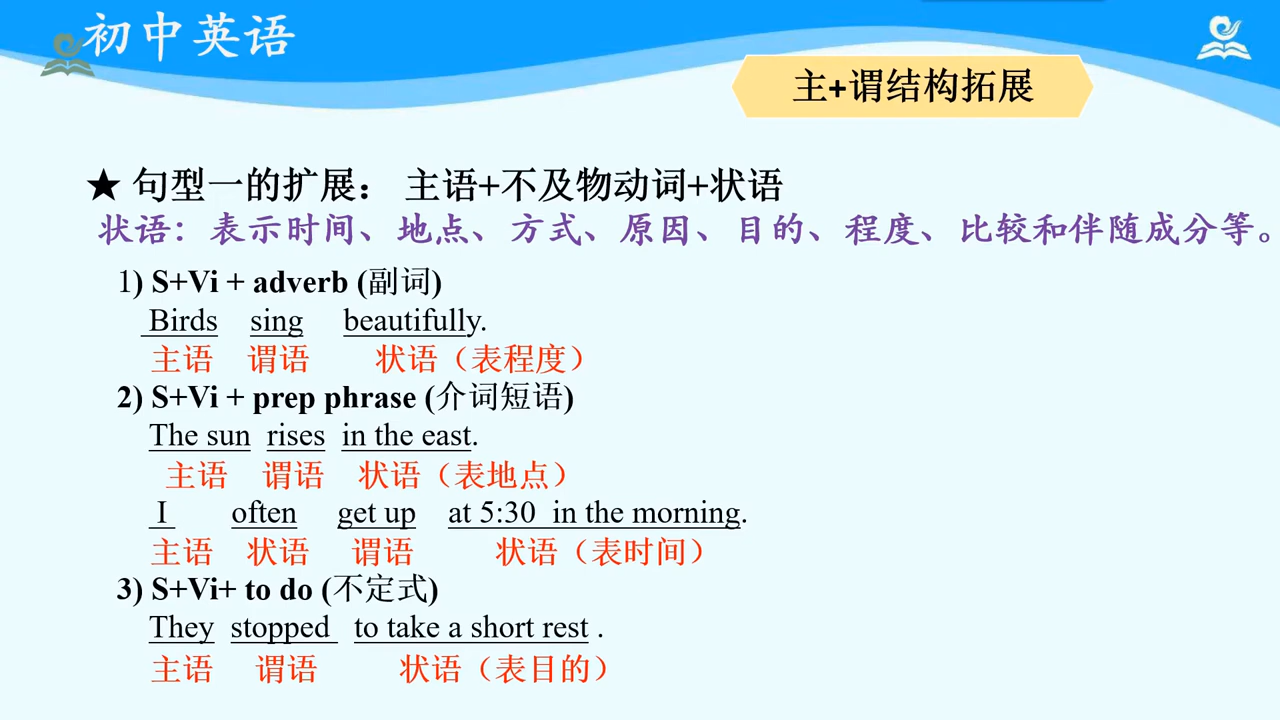 初中英语
主+谓结构拓展
★ 句型一的扩展： 主语+不及物动词+状语
状语：表示时间、地点、方式、原因、目的、程度、比较和伴随成分等。
1) S+Vi + adverb (副词)
Birds sing beautifully.
主语 谓语 状语（表程度）
2) S+Vi + prep phrase (介词短语)
The sun rises in the east.
主语 谓语 状语（表地点）
I often get up at 5:30 in the morning.
主语 状语 谓语 状语（表时间）
3) S+Vi+ to do (不定式)
They stopped to take a short rest .
主语 谓语 状语（表目的）